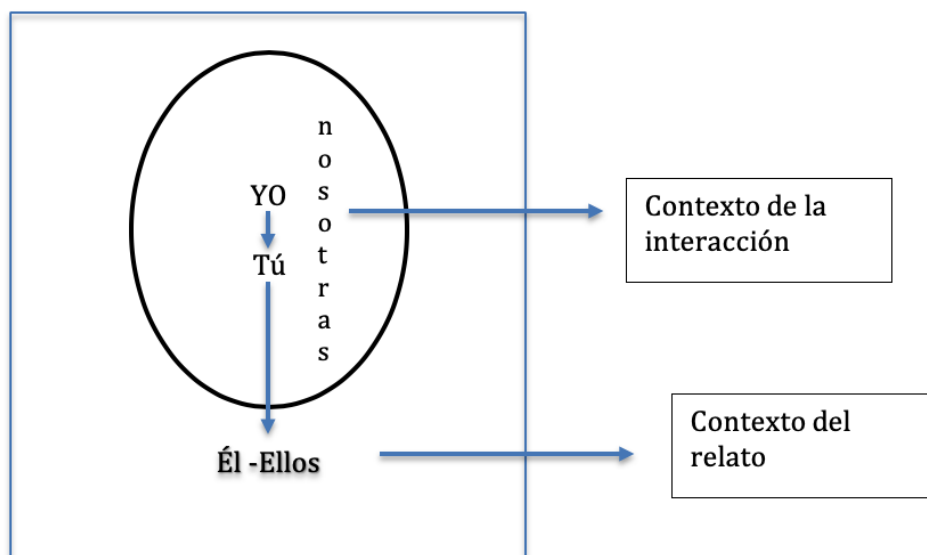 nosotras
YO
Tú
Contexto de la
interacción
Él -Ellos
Contexto del
relato